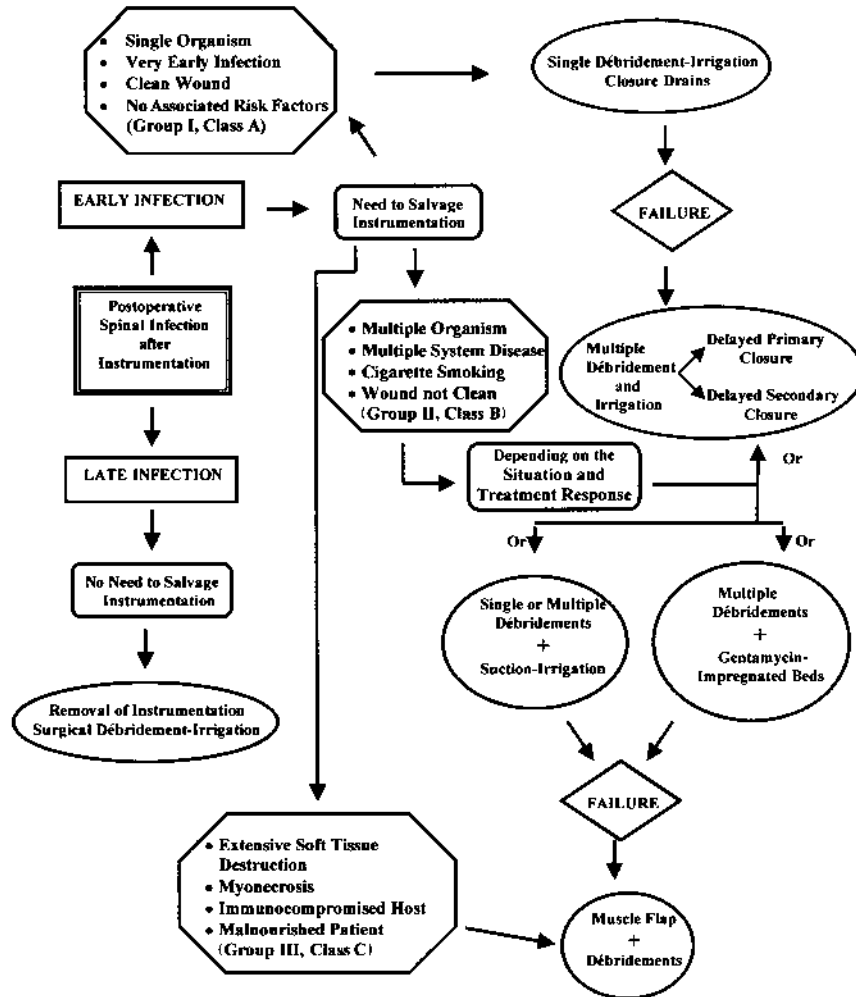 • Single Organism
• Very Early Infection
• Clean Wound
• No Associated Risk Factors
(Group I, Class A)
Single Débridement-Irrigation
Closure Drains
EARLY INFECTION
Need to Salvage
Instrumentation
FAILURE
Postoperative
Spinal Infection
after
Instrumentation
• Multiple Organism
• Multiple System Disease
• Cigarette Smoking
• Wound not Clean
(Group II, Class B)
Multiple
Débridement
and
Irrigation
Delayed Primary
Closure
Delayed Secondary
Closure
LATE INFECTION
Depending on the
Situation and
Treatment Response
Or
Or
Or
No Need to Salvage
Instrumentation
Single or Multiple
Débridements
+
Suction-Irrigation
Multiple
Débridements
+
Gentamycin-
Impregnated Beds
Removal of Instrumentation
Surgical Débridement-Irrigation
FAILURE
• Extensive Soft Tissue
Destruction
• Myonecrosis
• Immunocompromised Host
• Malnourished Patient
(Group III, Class C)
Muscle Flap
+
Débridements